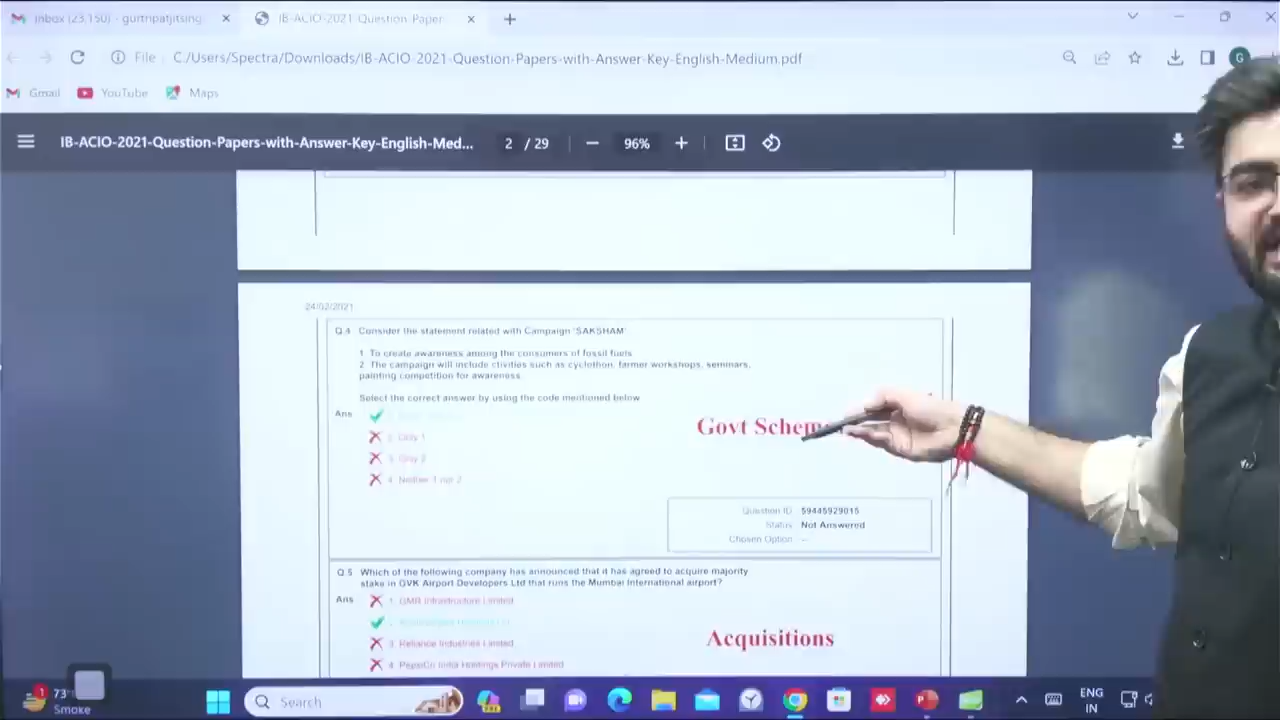 Inbox (23,150) - gurtripatjitsing
IB-ACIO-2021-Question-Paper
File C:/Users/Spectra/Downloads/IB-ACIO-2021-Question-Papers-with-Answer-Key-English-Medium.pdf
G
Gmail YouTube Maps
IB-ACIO-2021-Question-Papers-with-Answer-Key-English-Med... 2 / 29 96%
24/02/2021
Q.4 Consider the statement related with Campaign 'SAKSHAM'
1 To create awareness among the consumers of fossil fuels
2 The campaign will include ctivities such as cyclothon, farmer workshops, seminars,
painting competition for awareness
Select the correct answer by using the code mentioned below
Ans
2. Only 1
3. Only 2
4. Neither 1 nor 2
Govt Schem
Question ID 59445929015
Status Not Answered
Chosen Option --
Q.5 Which of the following company has announced that it has agreed to acquire majority
stake in GVK Airport Developers Ltd that runs the Mumbai International airport?
Ans 1. GMR Infrastructure Limited
3. Reliance Industries Limited
4. PepsiCo India Holdings Private Limited
Acquisitions
1 73°
Smoke
Search
ENG
IN